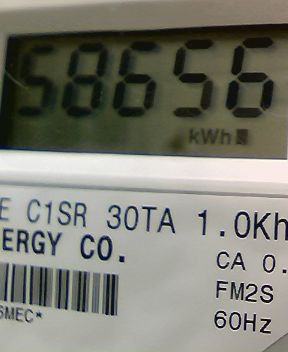 58656
kWh
E C1SR 30TA 1.0Kh
ERGY CO.
CA 0.
FM2S
SMEC*
60Hz